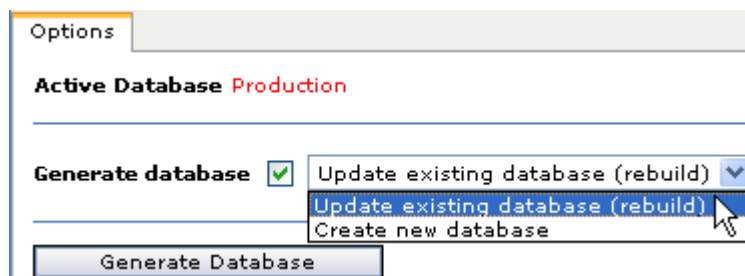 Options
Active Database Production
Generate database Update existing database (rebuild)
Update existing database (rebuild)
Create new database
Generate Database